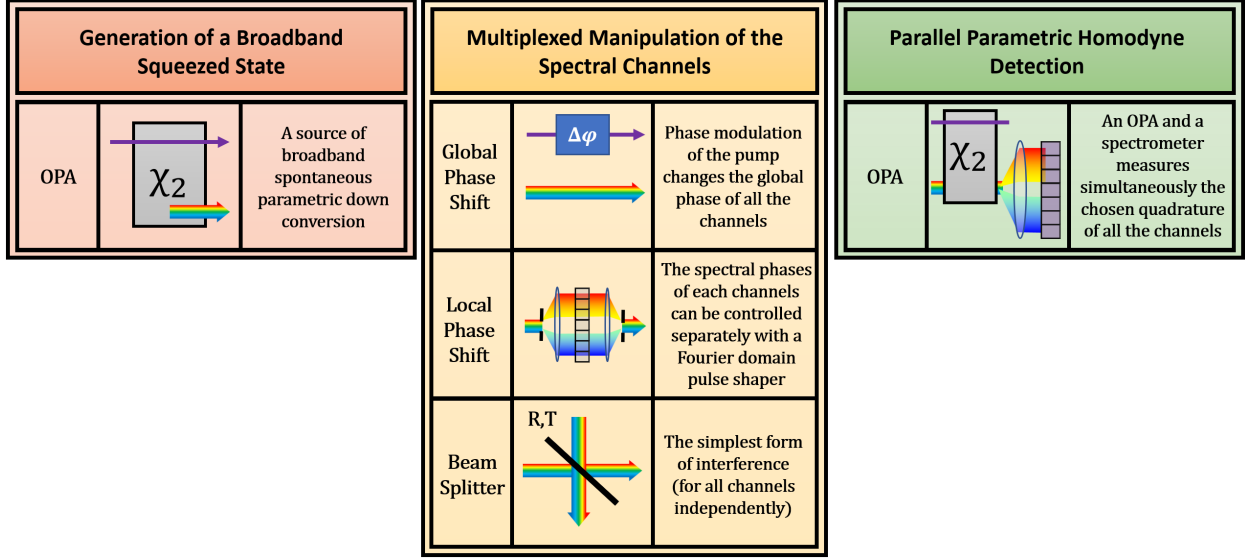 Generation of a Broadband
Squeezed State
OPA
χ2
A source of
broadband
spontaneous
parametric down
conversion
Multiplexed Manipulation of the
Spectral Channels
Global
Phase
Shift
Δφ
Phase modulation
of the pump
changes the global
phase of all the
channels
Local
Phase
Shift
The spectral phases
of each channels
can be controlled
separately with a
Fourier domain
pulse shaper
Beam
Splitter
R,T
The simplest form
of interference
(for all channels
independently)
Parallel Parametric Homodyne
Detection
OPA
χ2
An OPA and a
spectrometer
measures
simultaneously the
chosen quadrature
of all the channels